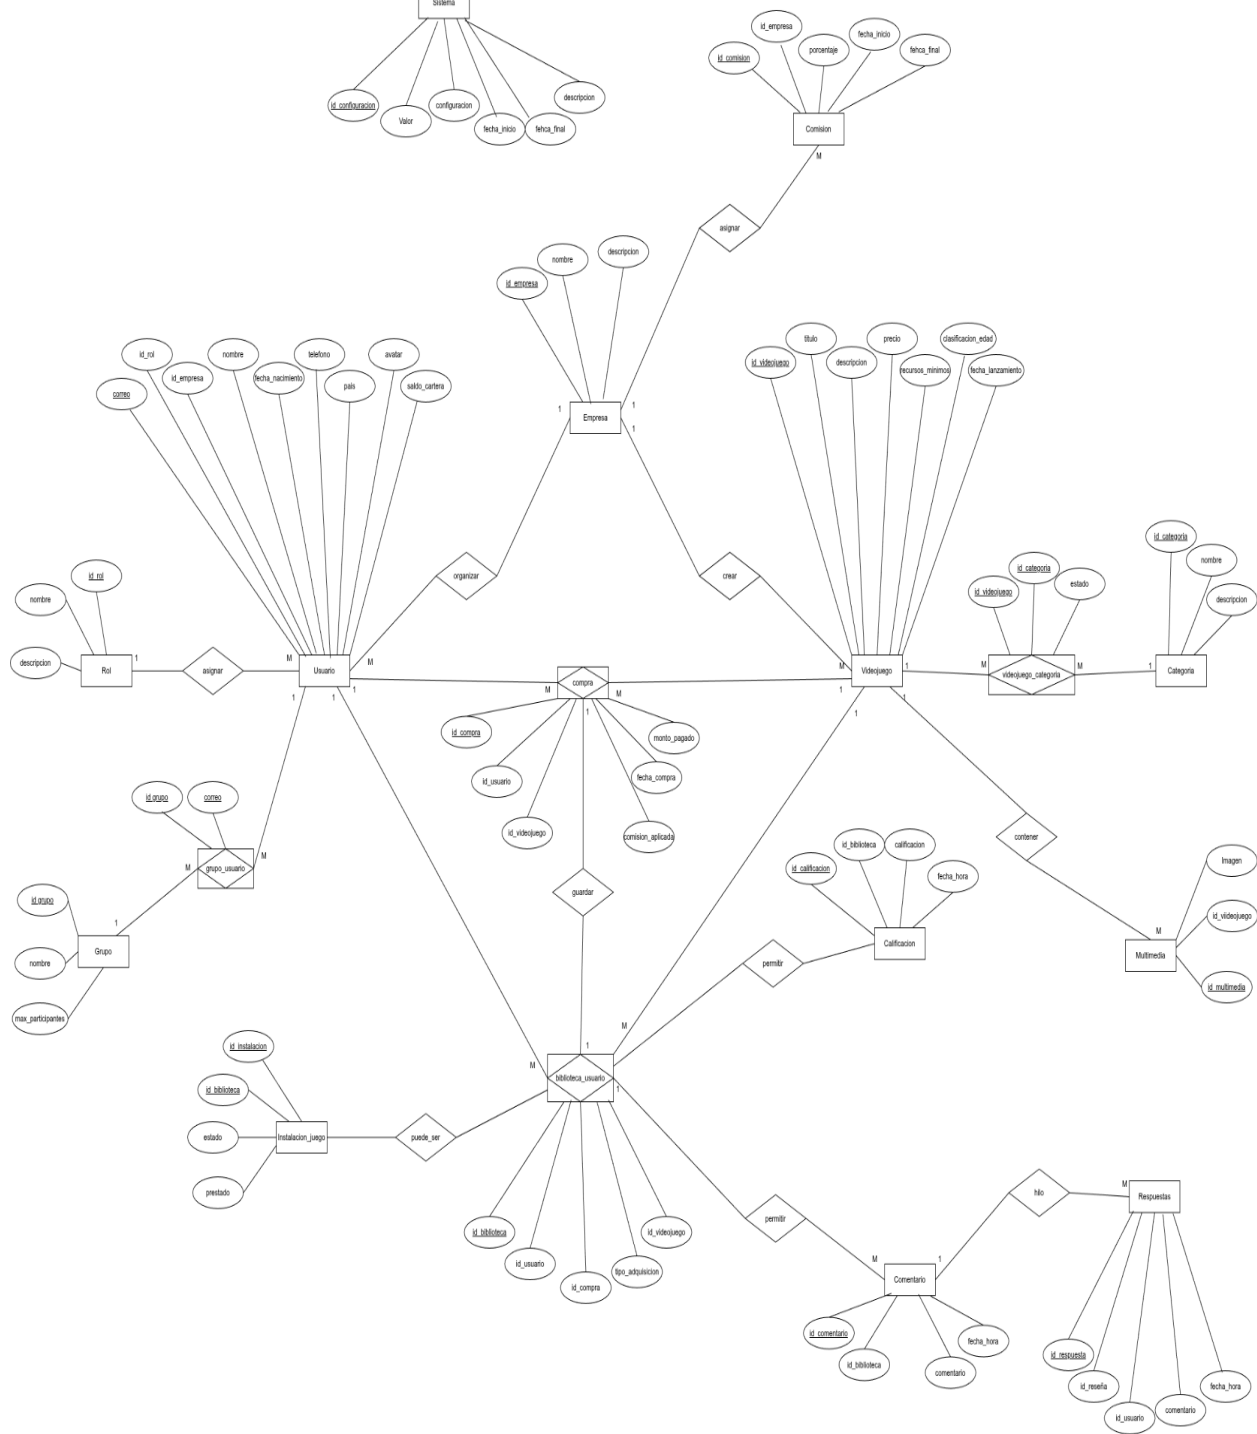 Sistema
id_configuracion
Valor
configuracion
fecha_inicio
fehca_final
descripcion
id_comision
id_empresa
porcentaje
fecha_inicio
fehca_final
Comision
M
asignar
id_empresa
nombre
descripcion
1
Empresa
1
1
correo
id_rol
id_empresa
nombre
fecha_nacimiento
telefono
pais
avatar
saldo_cartera
id_videojuego
titulo
descripcion
precio
recursos_minimos
clasificacion_edad
fecha_lanzamiento
organizar
crear
nombre
id_rol
descripcion
Rol
1
asignar
M
Usuario
M
1
1
1
M
compra
M
1
M
Videojuego
1
1
1
1
M
videojuego_categoria
M
id_videojuego
id_categoria
estado
1
Categoria
id_categoria
nombre
descripcion
id_compra
id_usuario
id_videojuego
comision_aplicada
fecha_compra
monto_pagado
id grupo
correo
M
grupo_usuario
M
id grupo
nombre
max_participantes
1
Grupo
guardar
contener
id_calificacion
id_biblioteca
calificacion
fecha_hora
Calificacion
permitir
Imagen
id_viideojuego
id_multimedia
M
Multimedia
id_instalacion
id_biblioteca
estado
prestado
Instalacion_juego
puede_ser
M
1
M
biblioteca_usuario
1
id_biblioteca
id_usuario
id_compra
tipo_adquisicion
id_videojuego
permitir
M
Comentario
1
id_comentario
id_biblioteca
comentario
fecha_hora
hilo
M
Respuestas
id_respuesta
id_reseña
id_usuario
comentario
fecha_hora